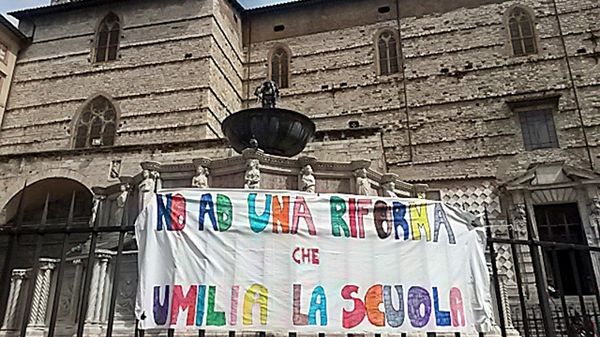 NO AD UNA RIFORMA
CHE
UMILIA LA SCUOLA